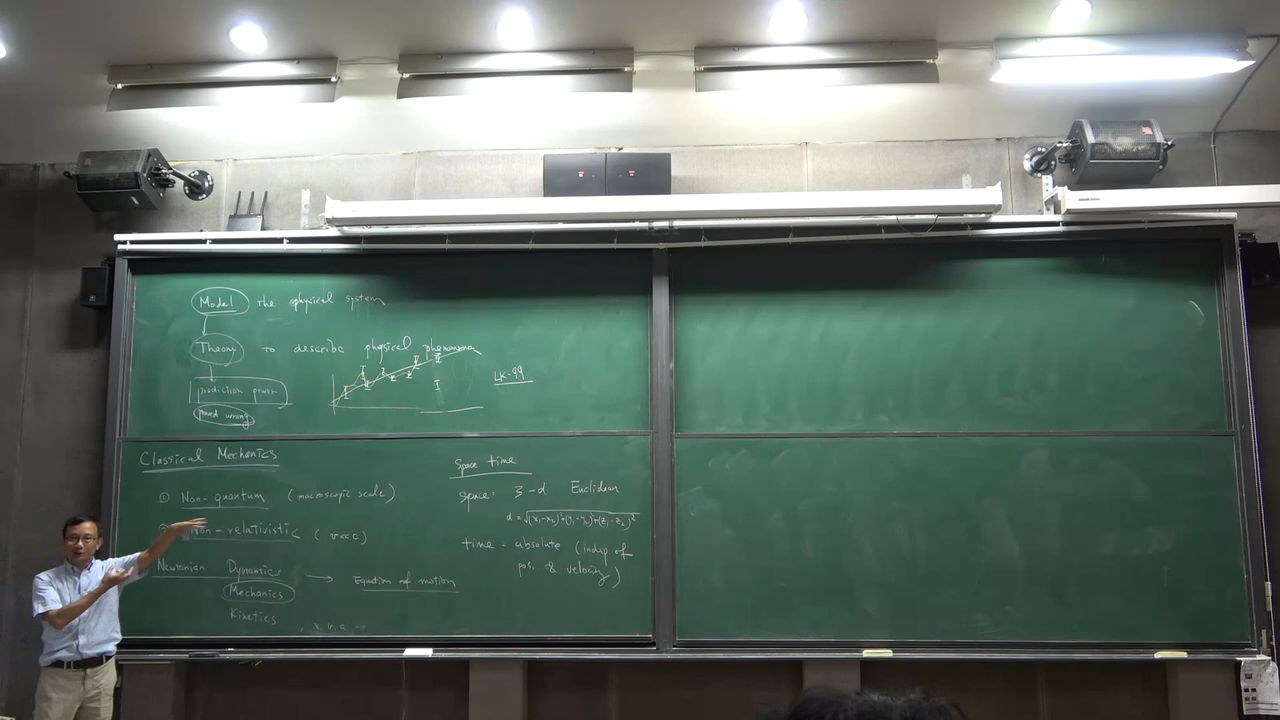 Model the physical system
Theory to describe physical phenomena
prediction power
proved wrong
LK-99
Classical Mechanics
① Non-quantum (macroscopic scale)
② Non-relativistic (v<<c)
Newtonian Dynamics → Equation of motion
Mechanics
Kinetics
Space time
space: 3-d Euclidean
d = √(x₁-x₂)²+(y₁-y₂)²+(z₁-z₂)²
time - absolute (indep. of
pos. & velocity)